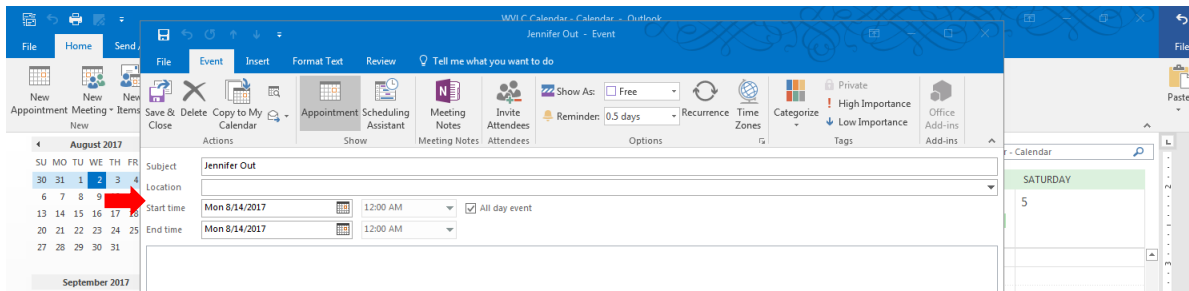 WVLC Calendar - Calendar - Outlook
Jennifer Out - Event
File Home Send /
File Event Insert Format Text Review Tell me what you want to do
File
New Appointment
New Meeting
New Items
New
Save & Close
Delete
Copy to My Calendar
Actions
Appointment
Scheduling Assistant
Show
Meeting Notes
Meeting Notes
Invite Attendees
Attendees
Show As: Free
Reminder: 0.5 days
Recurrence
Time Zones
Options
Categorize
Private
High Importance
Low Importance
Tags
Office Add-ins
Add-ins
Paste
August 2017
SU MO TU WE TH FR
30 31 1 2 3 4
6 7 8 9
13 14 15 16 17 18
20 21 22 23 24 25
27 28 29 30 31
September 2017
Subject Jennifer Out
Location
Start time Mon 8/14/2017 12:00 AM All day event
End time Mon 8/14/2017 12:00 AM
r - Calendar
SATURDAY
5